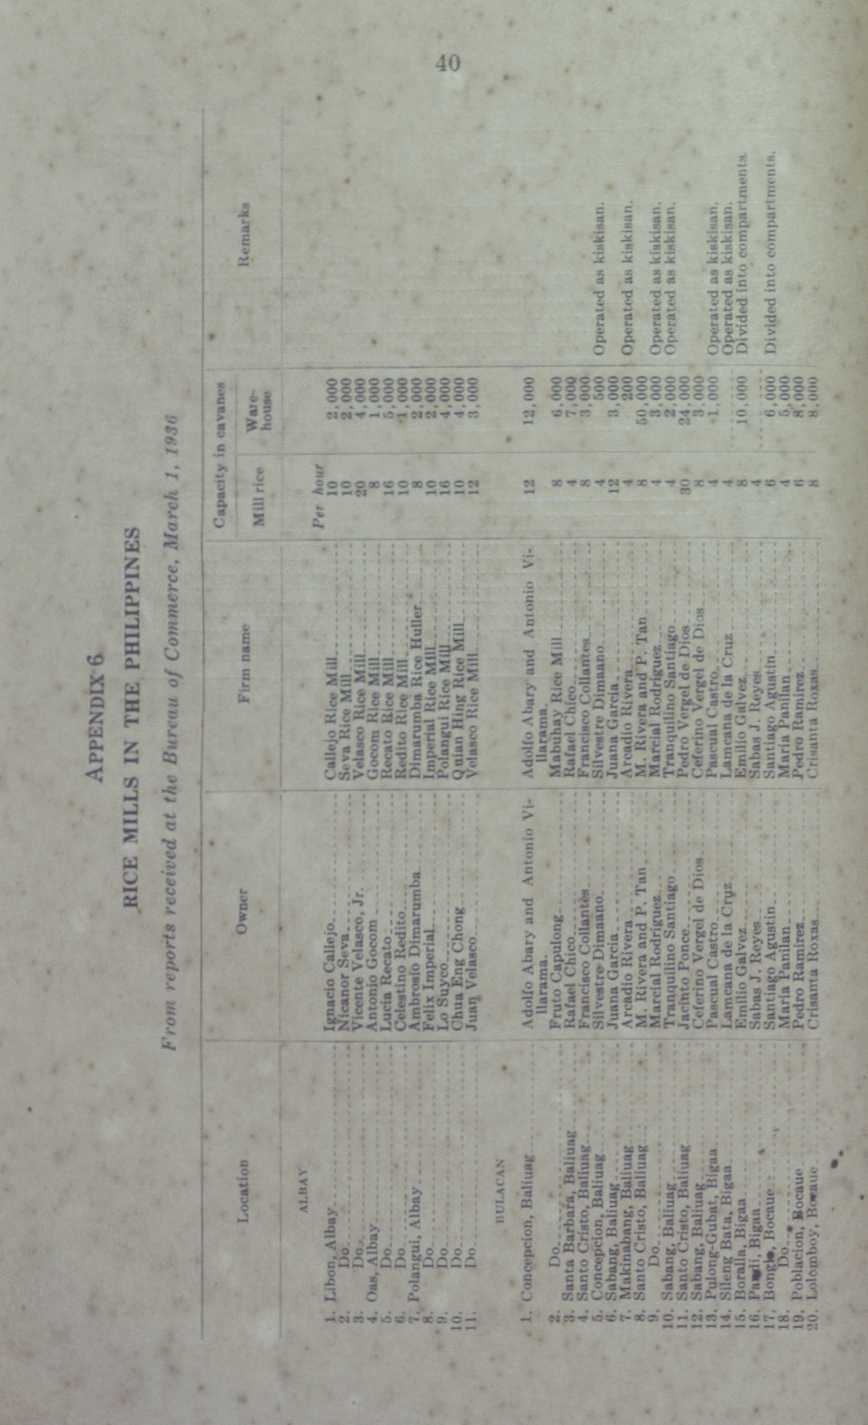 40
APPENDIX 6
RICE MILLS IN THE PHILIPPINES
From reports received at the Bureau of Commerce, March 1, 1936
Location Owner Firm name Capacity in cavanes Remarks
Mill rice Ware-
house
ALBAY Per hour
1. Libon, Albay Ignacio Callejo Callejo Rice Mill 10 2,000
2. Do Nicanor Seva Seva Rice Mill 10 2,000
3. Do Vicente Velasco, Jr. Velasco Rice Mill 20 4,000
4. Oas, Albay Antonio Gocom Gocom Rice Mill 8 1,000
5. Do Lucia Recato Recato Rice Mill 16 5,000
6. Do Celestino Redito Redito Rice Mill 10 1,000
7. Polangui, Albay Ambrosio Dimarumba Dimarumba Rice Huller 8 2,000
8. Do Felix Imperial Imperial Rice Mill 10 2,000
9. Do Lo Suyco Polangui Rice Mill 16 4,000
10. Do Chua Eng Chong Quian Hing Rice Mill 10 4,000
11. Do Juan Velasco Velasco Rice Mill 12 3,000
BULACAN
1. Concepcion, Baliuag Adolfo Abary and Antonio Vi- Adolfo Abary and Antonio Vi- 12 12,000
llarama. llarama.
2. Do Fruto Capulong Mabuhay Rice Mill 8 6,000
3. Santa Barbara, Baliuag Rafael Chico Rafael Chico 4 7,000
4. Santo Cristo, Baliuag Francisco Collantes Francisco Collantes 8 3,000
5. Concepcion, Baliuag Silvestre Dimaano Silvestre Dimaano 4 500 Operated as kiskisan.
6. Sabang, Baliuag Juana Garcia Juana Garcia 12 3,000
7. Makinabang, Baliuag Arcadio Rivera Arcadio Rivera 4 200 Operated as kiskisan.
8. Santo Cristo, Baliuag M. Rivera and P. Tan M. Rivera and P. Tan 8 50,000
9. Do Marcial Rodriguez Marcial Rodriguez 4 3,000 Operated as kiskisan.
10. Sabang, Baliuag Tranquilino Santiago Tranquilino Santiago 4 2,000 Operated as kiskisan.
11. Santo Cristo, Baliuag Jacinto Ponce Pedro Vergel de Dios 30 24,000
12. Sabang, Baliuag Ceferino Vergel de Dios Ceferino Vergel de Dios 8 3,000
13. Pulong-Gubat, Bigaa Pascual Castro Pascual Castro 4 1,000 Operated as kiskisan.
14. Sileng Bata, Bigaa Lamcana de la Cruz Lamcana de la Cruz 4 Operated as kiskisan.
15. Boralla, Bigaa Emilio Galvez Emilio Galvez 8 10,000 Divided into compartments.
16. Pandi, Bigaa Sabas J. Reyes Sabas J. Reyes 4
17. Bonglo, Bocaue Santiago Agustin Santiago Agustin 6 6,000 Divided into compartments.
18. Do Maria Panilan Maria Panilan 4 5,000
19. Poblacion, Bocaue Pedro Ramirez Pedro Ramirez 6 8,000
20. Lolomboy, Bocaue Crisanta Roxas Crisanta Roxas 8 8,000